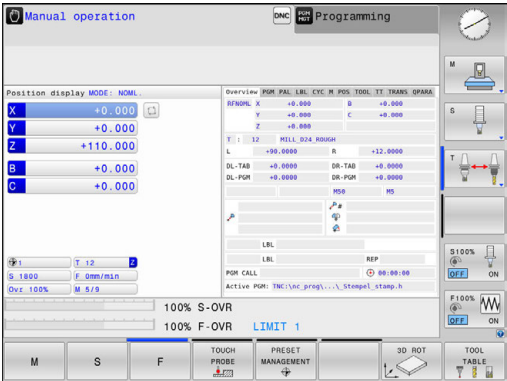 Manual operation
DNC
PGM MGT
Programming
Position display MODE: NOML.
X +0.000
Y +0.000
Z +110.000
B +0.000
C +0.000
1
T 12
Z
S 1800
F 0mm/min
Ovr 100%
M 5/9
Overview PGM PAL LBL CYC M POS TOOL TT TRANS QPARA
RFNOML X +0.000 B +0.000
Y +0.000 C +0.000
Z +0.000
T : 12 MILL_D24_ROUGH
L +90.0000 R +12.0000
DL-TAB +0.0000 DR-TAB +0.0000
DL-PGM +0.0000 DR-PGM +0.0000
M50 M5
P#
P
LBL
LBL REP
PGM CALL 00:00:00
Active PGM: TNC:\nc_prog\...\_Stempel_stamp.h
100% S-OVR
100% F-OVR LIMIT 1
M
S
T
S100%
OFF ON
F100%
OFF ON
M
S
F
TOUCH PROBE
PRESET MANAGEMENT
3D ROT
TOOL TABLE